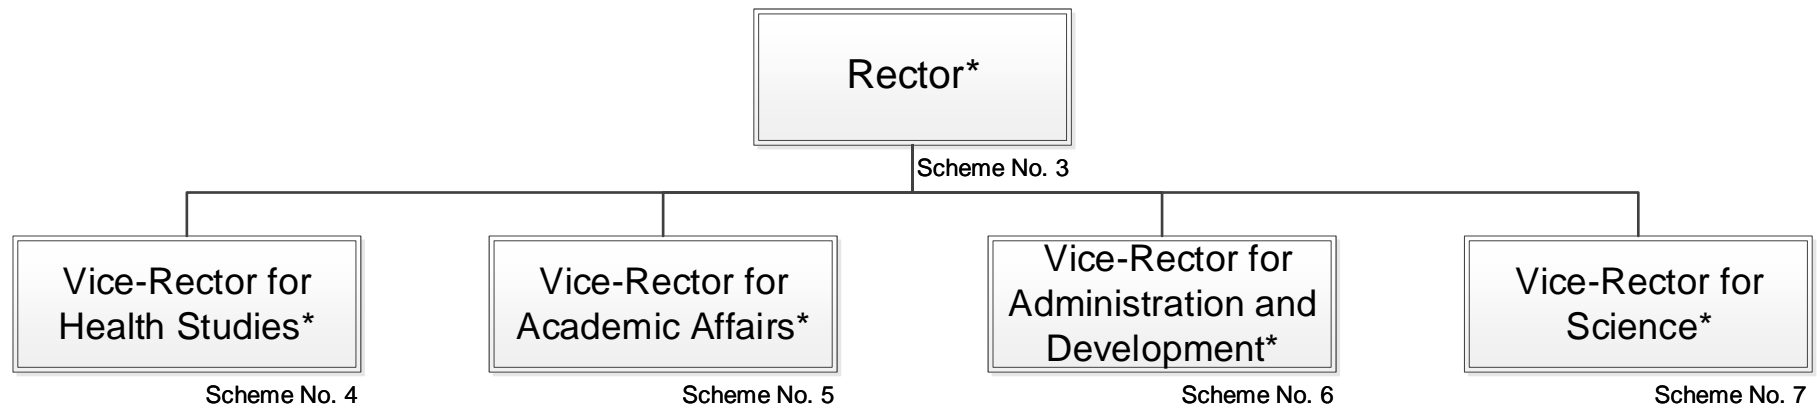 Rector*
Scheme No. 3
Vice-Rector for
Health Studies*
Scheme No. 4
Vice-Rector for
Academic Affairs*
Scheme No. 5
Vice-Rector for
Administration and
Development*
Scheme No. 6
Vice-Rector for
Science*
Scheme No. 7